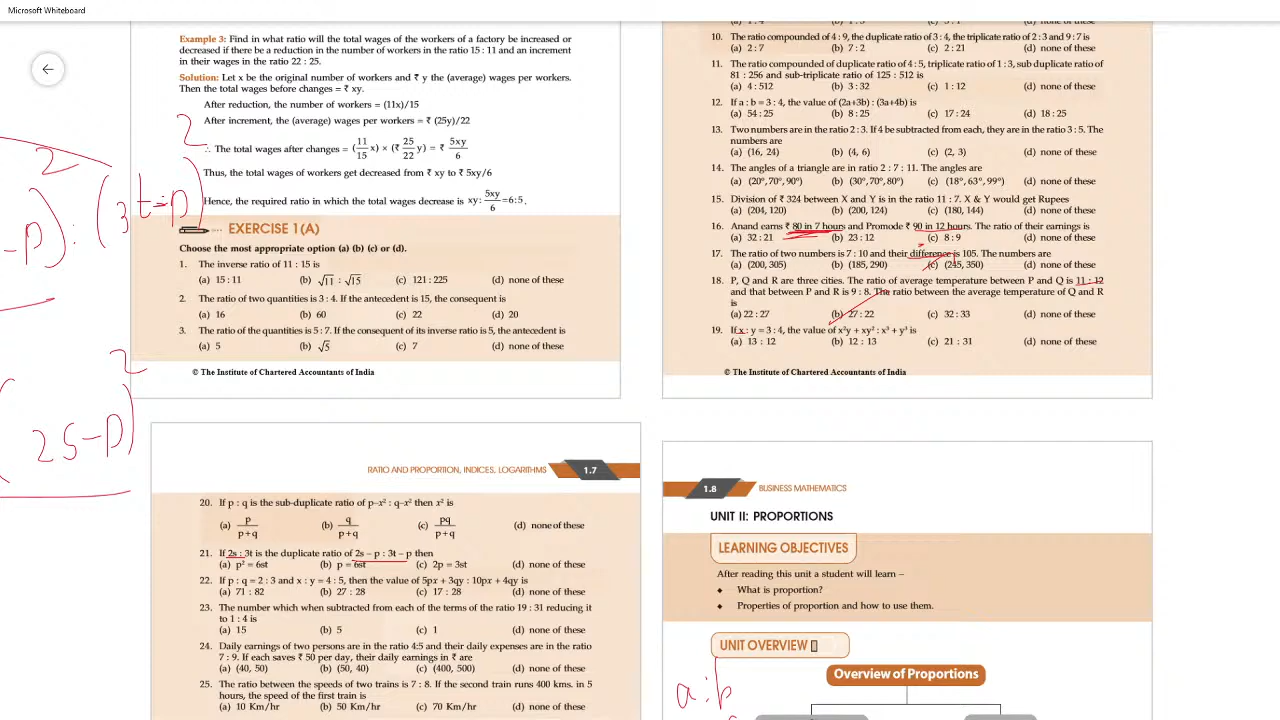 Microsoft Whiteboard
Example 3: Find in what ratio will the total wages of the workers of a factory be increased or
decreased if there be a reduction in the number of workers in the ratio 15 : 11 and an increment
in their wages in the ratio 22 : 25.
Solution: Let x be the original number of workers and ₹ y the (average) wages per workers.
Then the total wages before changes = ₹ xy.
After reduction, the number of workers = (11x)/15
After increment, the (average) wages per workers = ₹ (25y)/22
∴ The total wages after changes = (11/15 x) × (₹ 25/22 y) = ₹ 5xy/6
Thus, the total wages of workers get decreased from ₹ xy to ₹ 5xy/6
Hence, the required ratio in which the total wages decrease is xy: 5xy/6 =6:5.
EXERCISE 1(A)
Choose the most appropriate option (a) (b) (c) or (d).
1. The inverse ratio of 11 : 15 is
(a) 15 : 11 (b) √11 : √15 (c) 121 : 225 (d) none of these
2. The ratio of two quantities is 3 : 4. If the antecedent is 15, the consequent is
(a) 16 (b) 60 (c) 22 (d) 20
3. The ratio of the quantities is 5 : 7. If the consequent of its inverse ratio is 5, the antecedent is
(a) 5 (b) √5 (c) 7 (d) none of these
© The Institute of Chartered Accountants of India
10. The ratio compounded of 4 : 9, the duplicate ratio of 3 : 4, the triplicate ratio of 2 : 3 and 9 : 7 is
(a) 2 : 7 (b) 7 : 2 (c) 2 : 21 (d) none of these
11. The ratio compounded of duplicate ratio of 4 : 5, triplicate ratio of 1 : 3, sub duplicate ratio of
81 : 256 and sub-triplicate ratio of 125 : 512 is
(a) 4 : 512 (b) 3 : 32 (c) 1 : 12 (d) none of these
12. If a : b = 3 : 4, the value of (2a+3b) : (3a+4b) is
(a) 54 : 25 (b) 8 : 25 (c) 17 : 24 (d) 18 : 25
13. Two numbers are in the ratio 2 : 3. If 4 be subtracted from each, they are in the ratio 3 : 5. The
numbers are
(a) (16, 24) (b) (4, 6) (c) (2, 3) (d) none of these
14. The angles of a triangle are in ratio 2 : 7 : 11. The angles are
(a) (20°, 70°, 90°) (b) (30°, 70°, 80°) (c) (18°, 63°, 99°) (d) none of these
15. Division of ₹ 324 between X and Y is in the ratio 11 : 7. X & Y would get Rupees
(a) (204, 120) (b) (200, 124) (c) (180, 144) (d) none of these
16. Anand earns ₹ 80 in 7 hours and Promode ₹ 90 in 12 hours. The ratio of their earnings is
(a) 32 : 21 (b) 23 : 12 (c) 8 : 9 (d) none of these
17. The ratio of two numbers is 7 : 10 and their difference is 105. The numbers are
(a) (200, 305) (b) (185, 290) (c) (245, 350) (d) none of these
18. P, Q and R are three cities. The ratio of average temperature between P and Q is 11 : 12
and that between P and R is 9 : 8. The ratio between the average temperature of Q and R
is
(a) 22 : 27 (b) 27 : 22 (c) 32 : 33 (d) none of these
19. If x : y = 3 : 4, the value of x²y + xy² : x³ + y³ is
(a) 13 : 12 (b) 12 : 13 (c) 21 : 31 (d) none of these
© The Institute of Chartered Accountants of India
2 2
-p) : (3t-p)
2
(2s-p)
RATIO AND PROPORTION, INDICES, LOGARITHMS 1.7
20. If p : q is the sub-duplicate ratio of p–x² : q–x² then x² is
(a) p/p+q (b) q/p+q (c) pq/p+q (d) none of these
21. If 2s : 3t is the duplicate ratio of 2s – p : 3t – p then
(a) p² = 6st (b) p = 6st (c) 2p = 3st (d) none of these
22. If p : q = 2 : 3 and x : y = 4 : 5, then the value of 5px + 3qy : 10px + 4qy is
(a) 71 : 82 (b) 27 : 28 (c) 17 : 28 (d) none of these
23. The number which when subtracted from each of the terms of the ratio 19 : 31 reducing it
to 1 : 4 is
(a) 15 (b) 5 (c) 1 (d) none of these
24. Daily earnings of two persons are in the ratio 4:5 and their daily expenses are in the ratio
7 : 9. If each saves ₹ 50 per day, their daily earnings in ₹ are
(a) (40, 50) (b) (50, 40) (c) (400, 500) (d) none of these
25. The ratio between the speeds of two trains is 7 : 8. If the second train runs 400 kms. in 5
hours, the speed of the first train is
(a) 10 Km/hr (b) 50 Km/hr (c) 70 Km/hr (d) none of these
1.8 BUSINESS MATHEMATICS
UNIT II: PROPORTIONS
LEARNING OBJECTIVES
After reading this unit a student will learn –
What is proportion?
Properties of proportion and how to use them.
UNIT OVERVIEW
Overview of Proportions
a : b